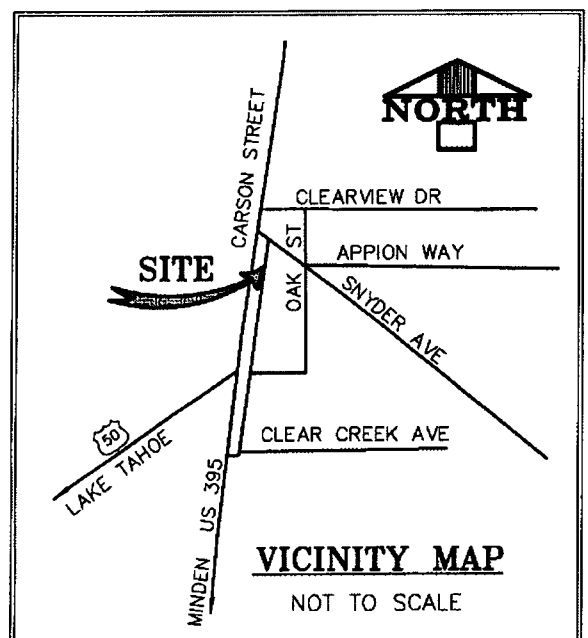 NORTH
CARSON STREET
CLEARVIEW DR
OAK ST
APPION WAY
SITE
SNYDER AVE
50
LAKE TAHOE
CLEAR CREEK AVE
MINDEN US 395
VICINITY MAP
NOT TO SCALE